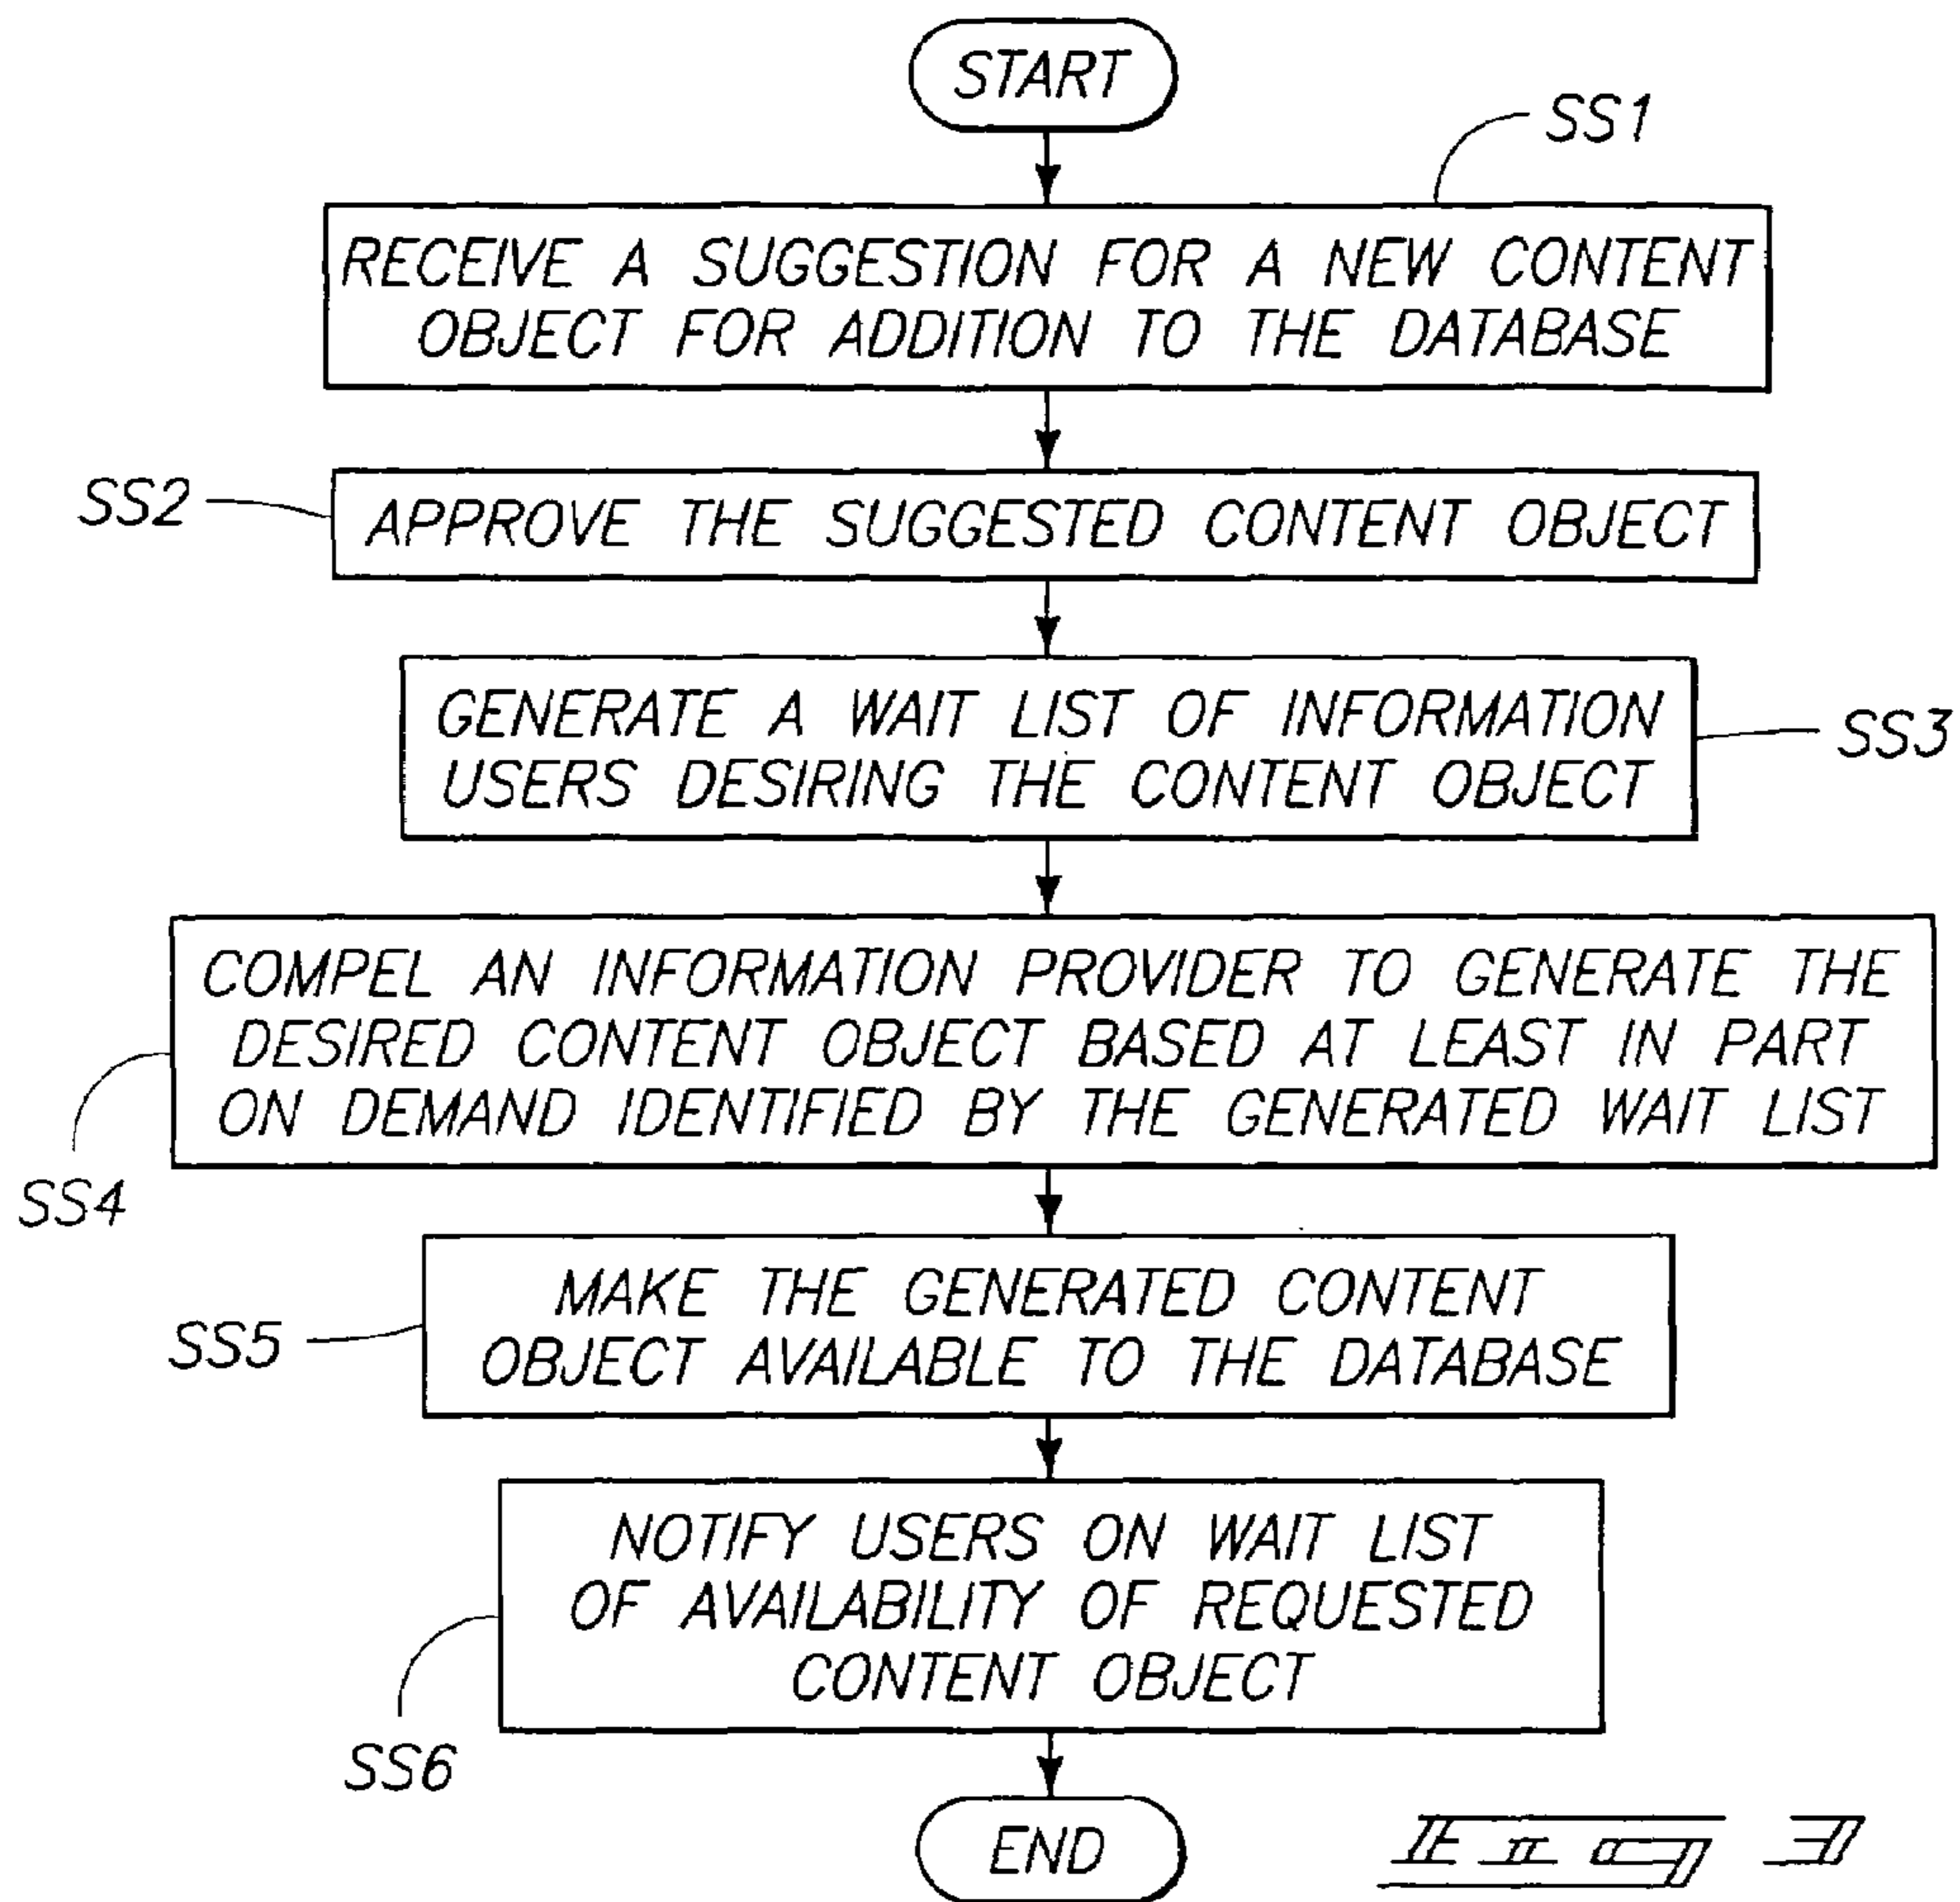 START
SS1
RECEIVE A SUGGESTION FOR A NEW CONTENT
OBJECT FOR ADDITION TO THE DATABASE
SS2
APPROVE THE SUGGESTED CONTENT OBJECT
GENERATE A WAIT LIST OF INFORMATION
USERS DESIRING THE CONTENT OBJECT
SS3
COMPEL AN INFORMATION PROVIDER TO GENERATE THE
DESIRED CONTENT OBJECT BASED AT LEAST IN PART
ON DEMAND IDENTIFIED BY THE GENERATED WAIT LIST
SS4
MAKE THE GENERATED CONTENT
OBJECT AVAILABLE TO THE DATABASE
SS5
NOTIFY USERS ON WAIT LIST
OF AVAILABILITY OF REQUESTED
CONTENT OBJECT
SS6
END
Fig 3